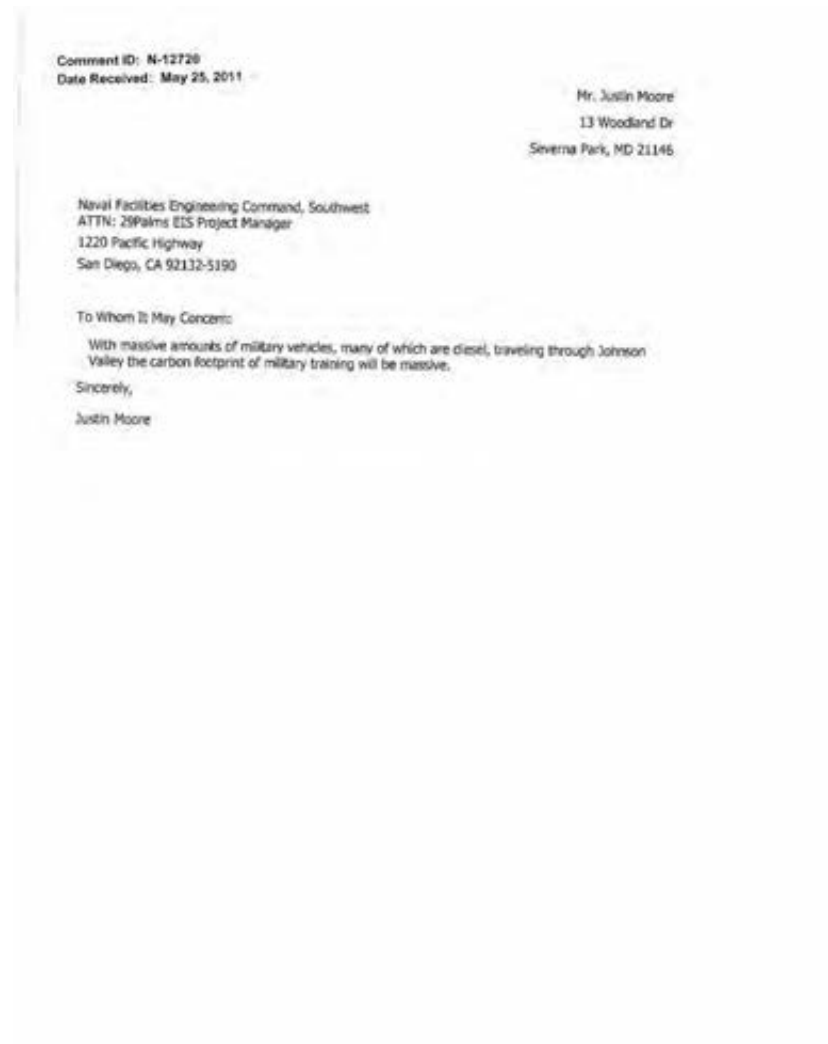 Comment ID: N-12720
Date Received: May 25, 2011
Mr. Justin Moore
13 Woodland Dr
Severna Park, MD 21146
Naval Facilities Engineering Command, Southwest
ATTN: 29Palms EIS Project Manager
1220 Pacific Highway
San Diego, CA 92132-5190
To Whom It May Concern:
With massive amounts of military vehicles, many of which are diesel, traveling through Johnson
Valley the carbon footprint of military training will be massive.
Sincerely,
Justin Moore